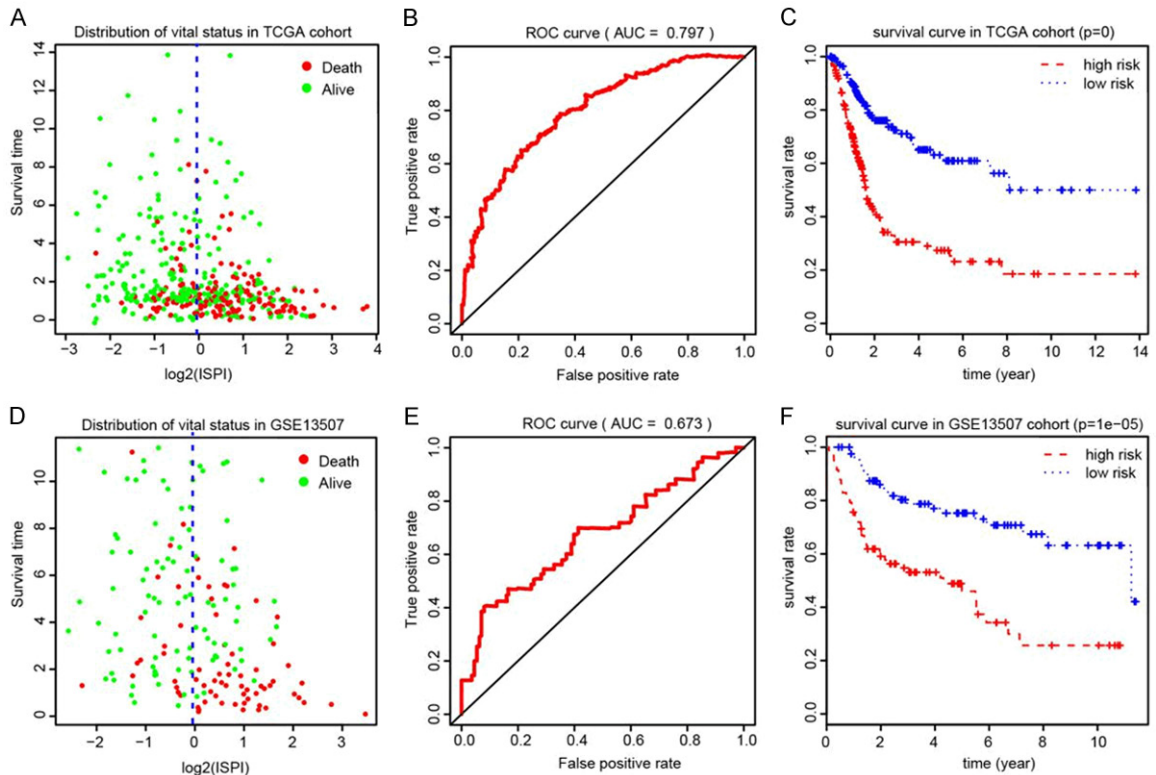 A
Distribution of vital status in TCGA cohort
Death
Alive
Survival time
0 2 4 6 8 10 12 14
−3 −2 −1 0 1 2 3 4
log2(ISPI)
B
ROC curve ( AUC = 0.797 )
True positive rate
0.0 0.2 0.4 0.6 0.8 1.0
0.0 0.2 0.4 0.6 0.8 1.0
False positive rate
C
survival curve in TCGA cohort (p=0)
high risk
low risk
survival rate
0.0 0.2 0.4 0.6 0.8 1.0
0 2 4 6 8 10 12 14
time (year)
D
Distribution of vital status in GSE13507
Death
Alive
Survival time
0 2 4 6 8 10
−2 −1 0 1 2 3
log2(ISPI)
E
ROC curve ( AUC = 0.673 )
True positive rate
0.0 0.2 0.4 0.6 0.8 1.0
0.0 0.2 0.4 0.6 0.8 1.0
False positive rate
F
survival curve in GSE13507 cohort (p=1e−05)
high risk
low risk
survival rate
0.0 0.2 0.4 0.6 0.8 1.0
0 2 4 6 8 10
time (year)